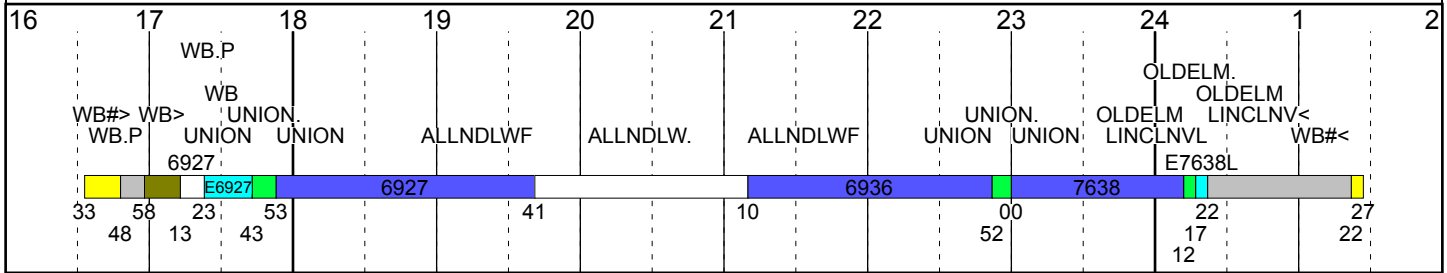 16 17 18 19 20 21 22 23 24 1 2
WB.P
OLDELM.
WB OLDELM
WB#> WB> UNION. UNION. OLDELM LINCLNV<
WB.P UNION UNION ALLNDLWF ALLNDLW. ALLNDLWF UNION UNION LINCLNVL WB#<
6927 E7638L
E6927 6927 6936 7638
33 58 23 53 41 10 00 22 27
48 13 43 52 17 22
12